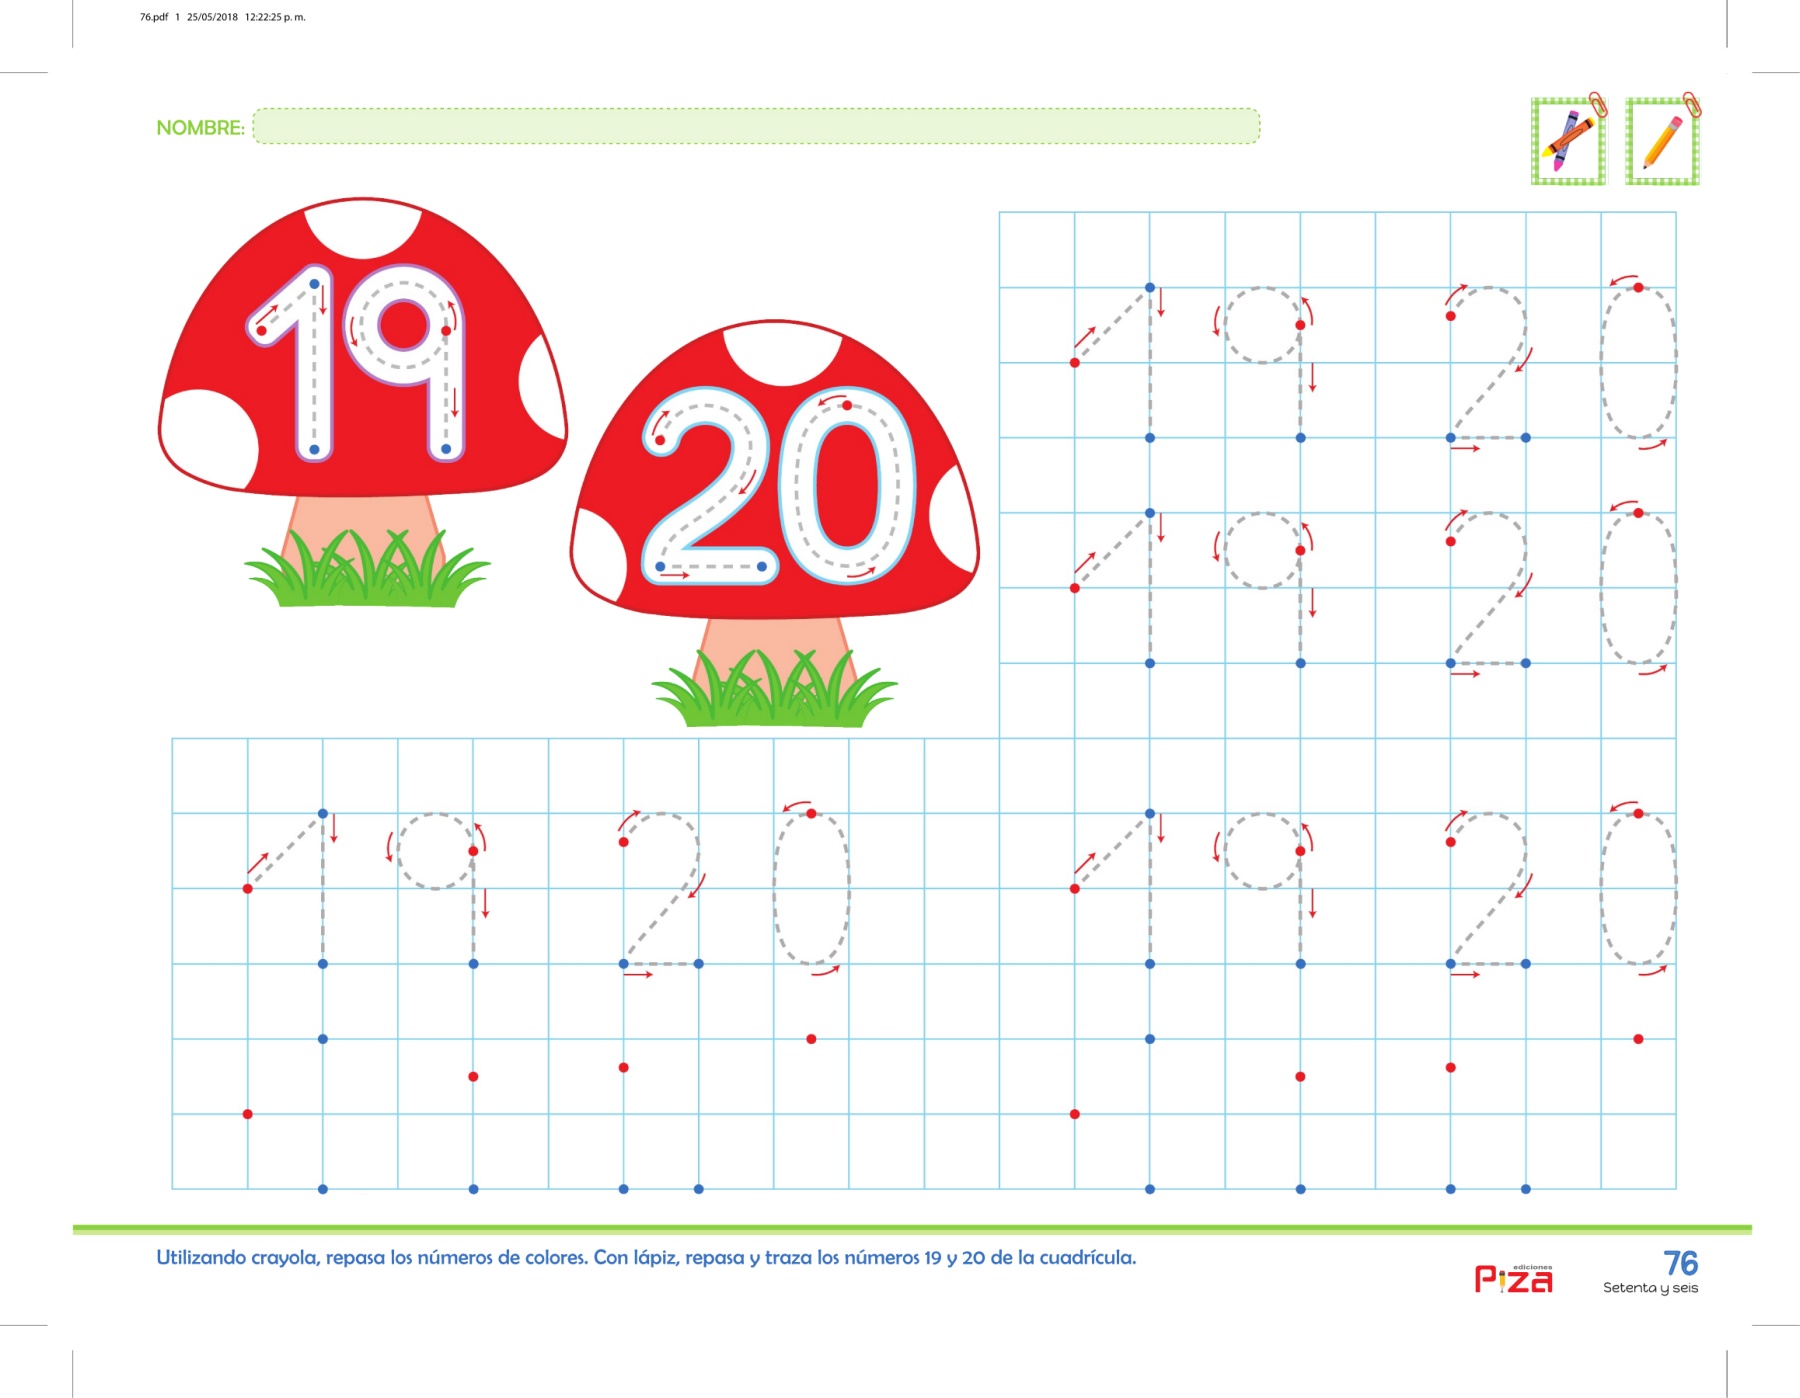 76.pdf 1 25/05/2018 12:22:25 p. m.
NOMBRE:
19
20
19 20
19 20
19 20 19 20
Utilizando crayola, repasa los números de colores. Con lápiz, repasa y traza los números 19 y 20 de la cuadrícula.
ediciones
Piza
76
Setenta y seis